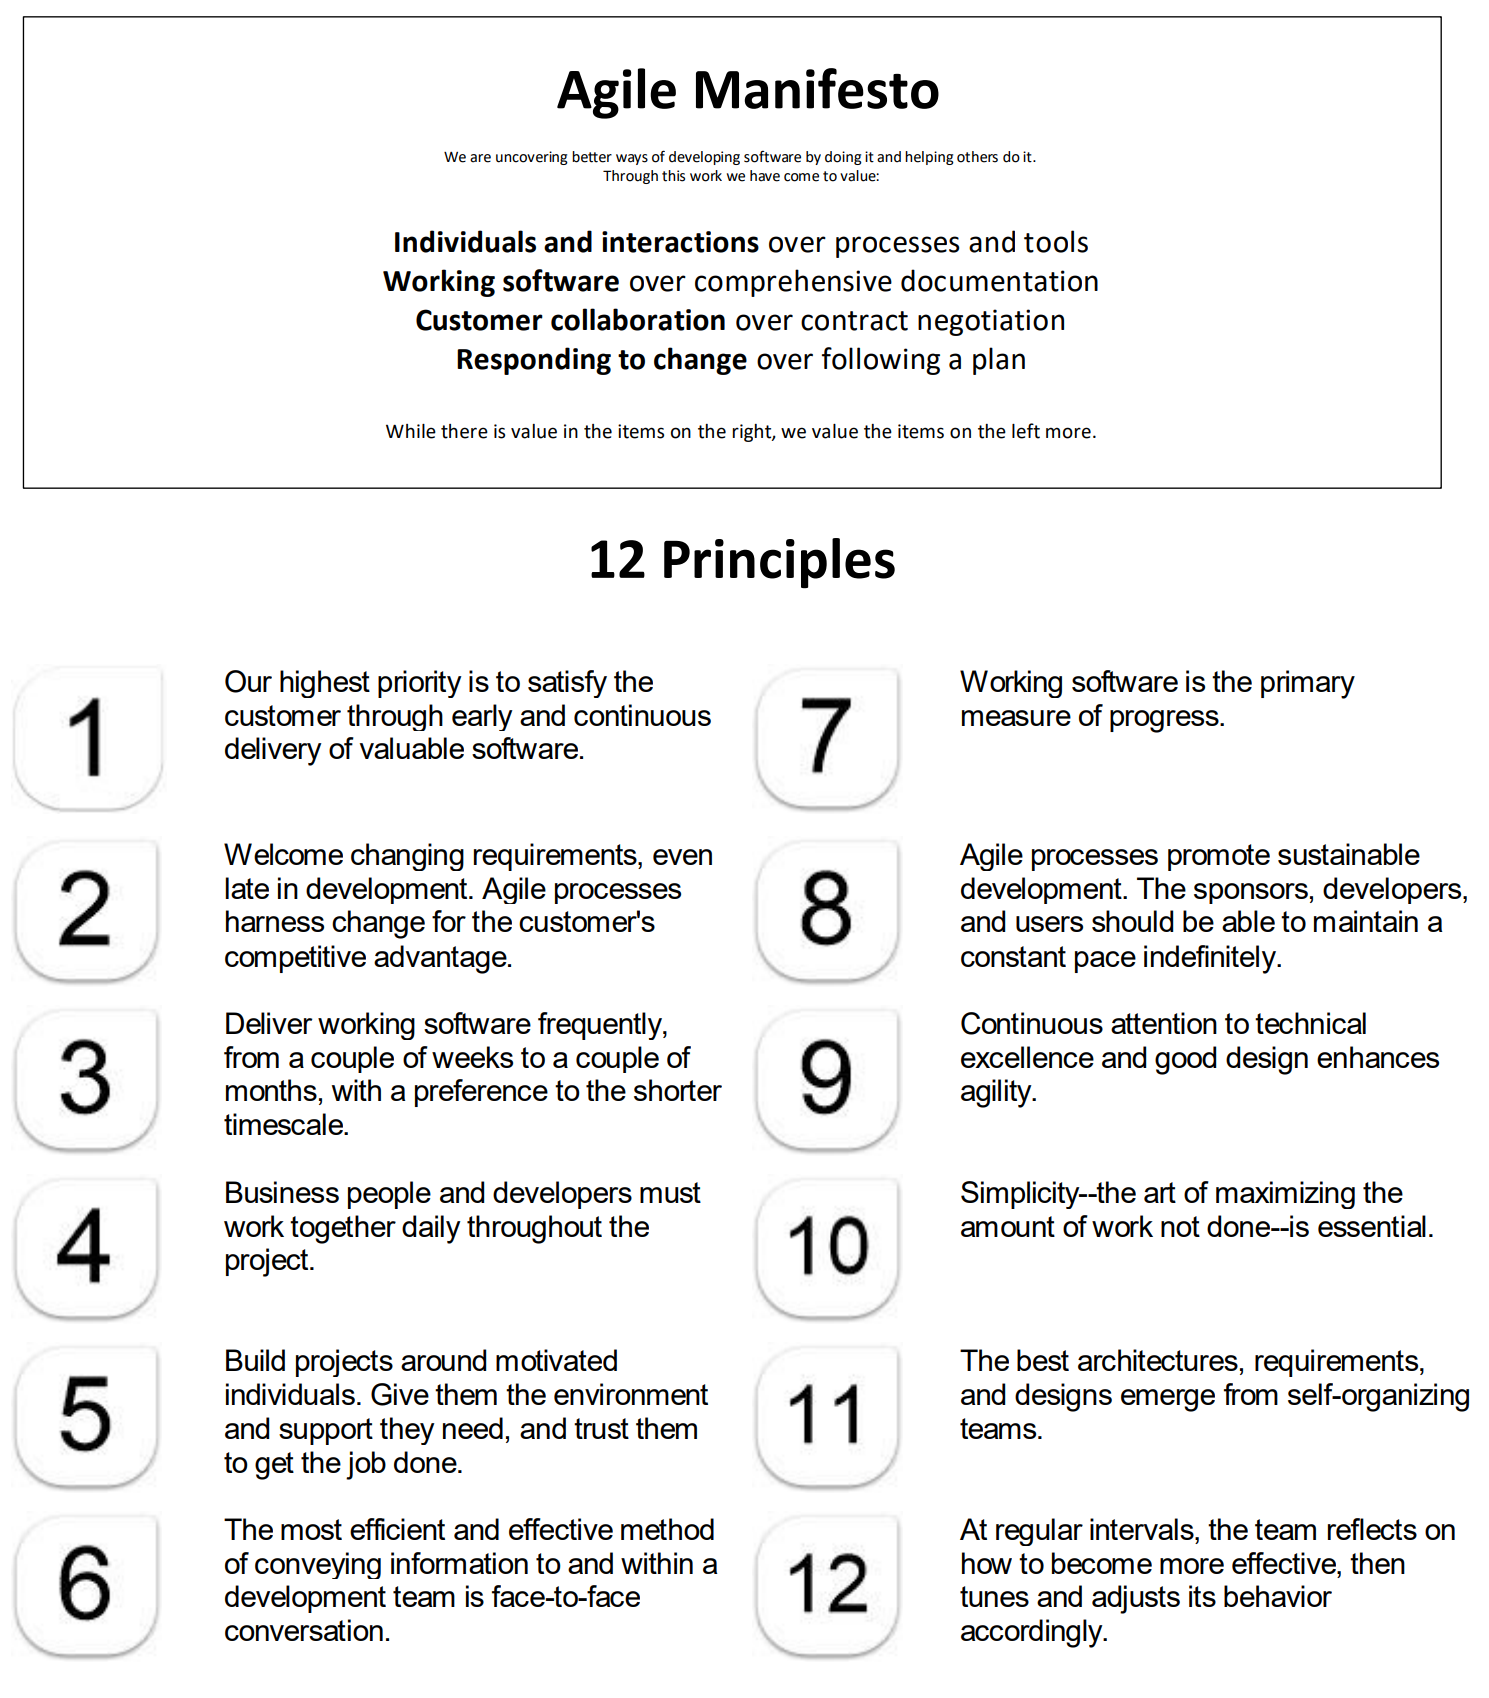 Agile Manifesto
We are uncovering better ways of developing software by doing it and helping others do it.
Through this work we have come to value:
Individuals and interactions over processes and tools
Working software over comprehensive documentation
Customer collaboration over contract negotiation
Responding to change over following a plan
While there is value in the items on the right, we value the items on the left more.
12 Principles
1
Our highest priority is to satisfy the
customer through early and continuous
delivery of valuable software.
2
Welcome changing requirements, even
late in development. Agile processes
harness change for the customer's
competitive advantage.
3
Deliver working software frequently,
from a couple of weeks to a couple of
months, with a preference to the shorter
timescale.
4
Business people and developers must
work together daily throughout the
project.
5
Build projects around motivated
individuals. Give them the environment
and support they need, and trust them
to get the job done.
6
The most efficient and effective method
of conveying information to and within a
development team is face-to-face
conversation.
7
Working software is the primary
measure of progress.
8
Agile processes promote sustainable
development. The sponsors, developers,
and users should be able to maintain a
constant pace indefinitely.
9
Continuous attention to technical
excellence and good design enhances
agility.
10
Simplicity--the art of maximizing the
amount of work not done--is essential.
11
The best architectures, requirements,
and designs emerge from self-organizing
teams.
12
At regular intervals, the team reflects on
how to become more effective, then
tunes and adjusts its behavior
accordingly.